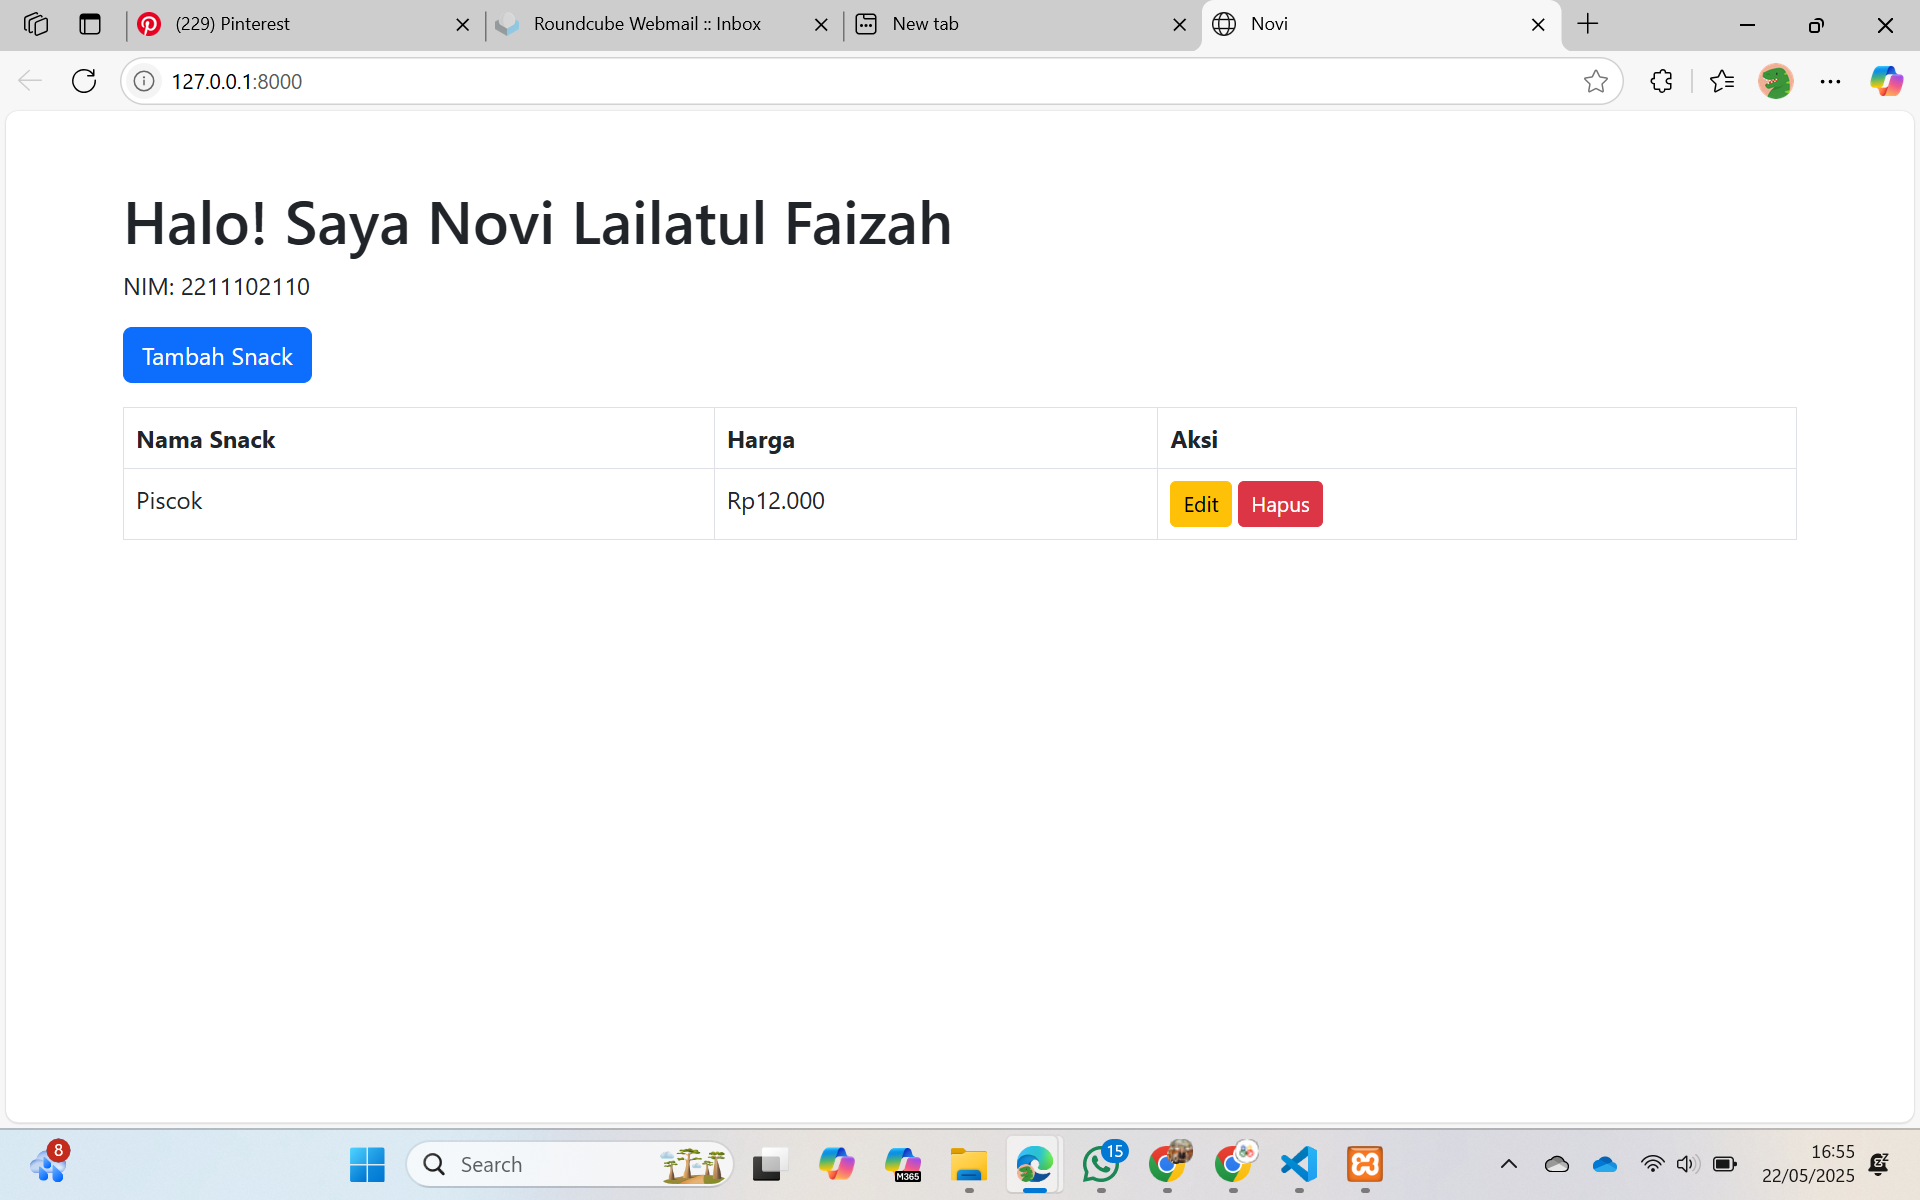 (229) Pinterest
Roundcube Webmail :: Inbox
New tab
Novi
127.0.0.1:8000
Halo! Saya Novi Lailatul Faizah
NIM: 2211102110
Tambah Snack
Nama Snack Harga Aksi
Piscok Rp12.000 Edit Hapus
8
Search
M365
15
16:55
22/05/2025